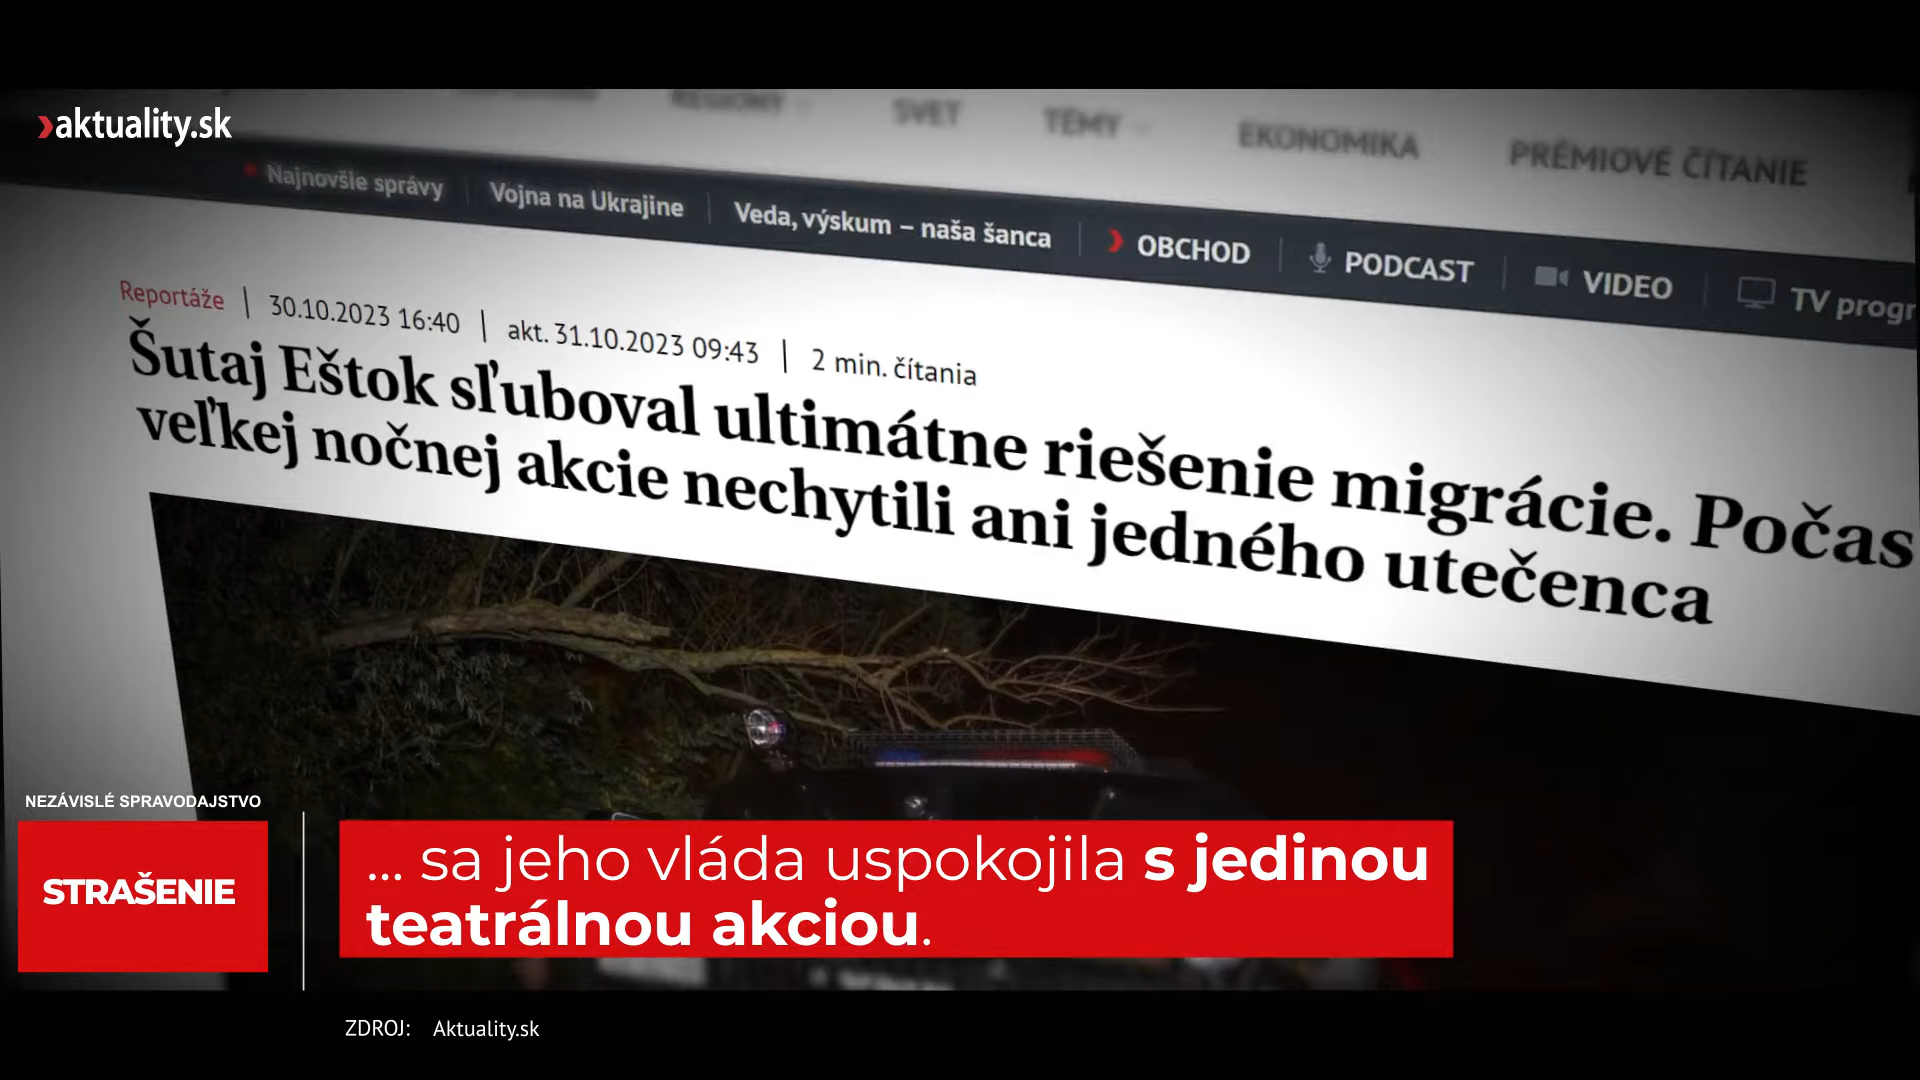 aktuality.sk
REGIÓNY
SVET
TÉMY
EKONOMIKA
PRÉMIOVÉ ČÍTANIE
Najnovšie správy
Vojna na Ukrajine
Veda, výskum – naša šanca
OBCHOD
PODCAST
VIDEO
TV progr
Reportáže | 30.10.2023 16:40 | akt. 31.10.2023 09:43 | 2 min. čítania
Šutaj Eštok sľuboval ultimátne riešenie migrácie. Počas
veľkej nočnej akcie nechytili ani jedného utečenca
NEZÁVISLÉ SPRAVODAJSTVO
STRAŠENIE
... sa jeho vláda uspokojila s jedinou
teatrálnou akciou.
ZDROJ: Aktuality.sk